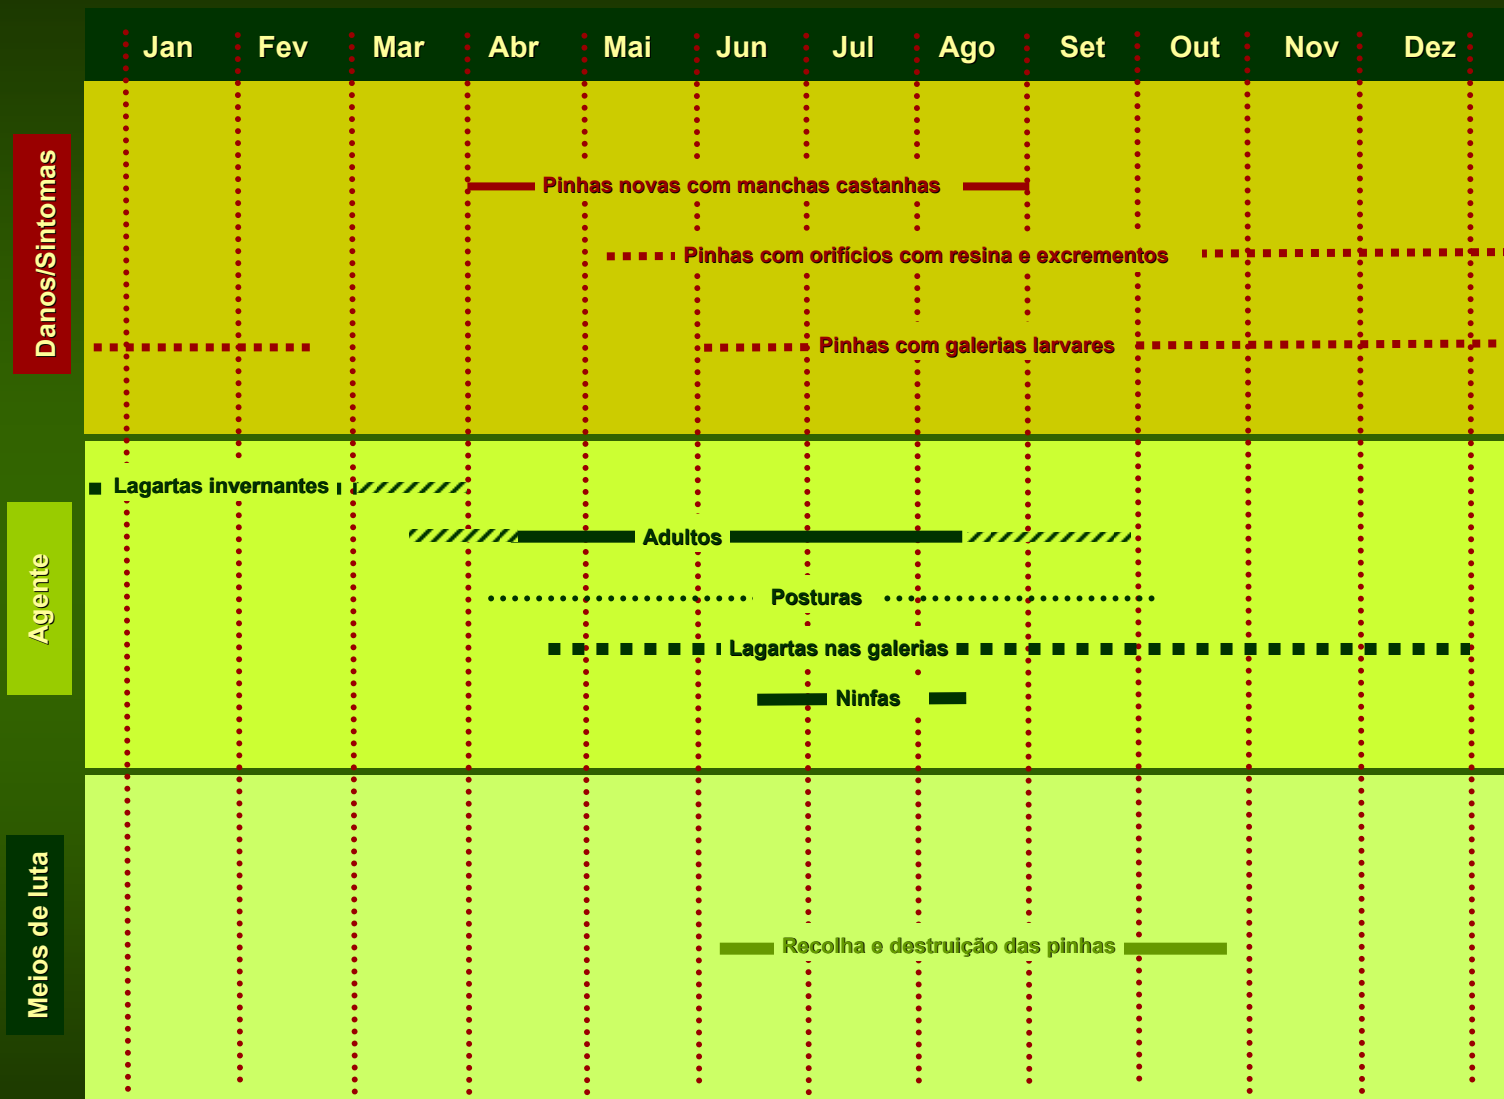 Jan Fev Mar Abr Mai Jun Jul Ago Set Out Nov Dez
Danos/Sintomas
Pinhas novas com manchas castanhas
Pinhas com orifícios com resina e excrementos
Pinhas com galerias larvares
Agente
Lagartas invernantes
Adultos
Posturas
Lagartas nas galerias
Ninfas
Meios de luta
Recolha e destruição das pinhas